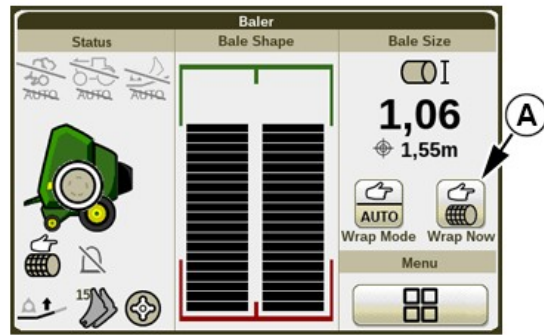 Baler
Status
Bale Shape
Bale Size
AUTO AUTO AUTO
1,06
1,55m
A
AUTO
Wrap Mode Wrap Now
Menu
15